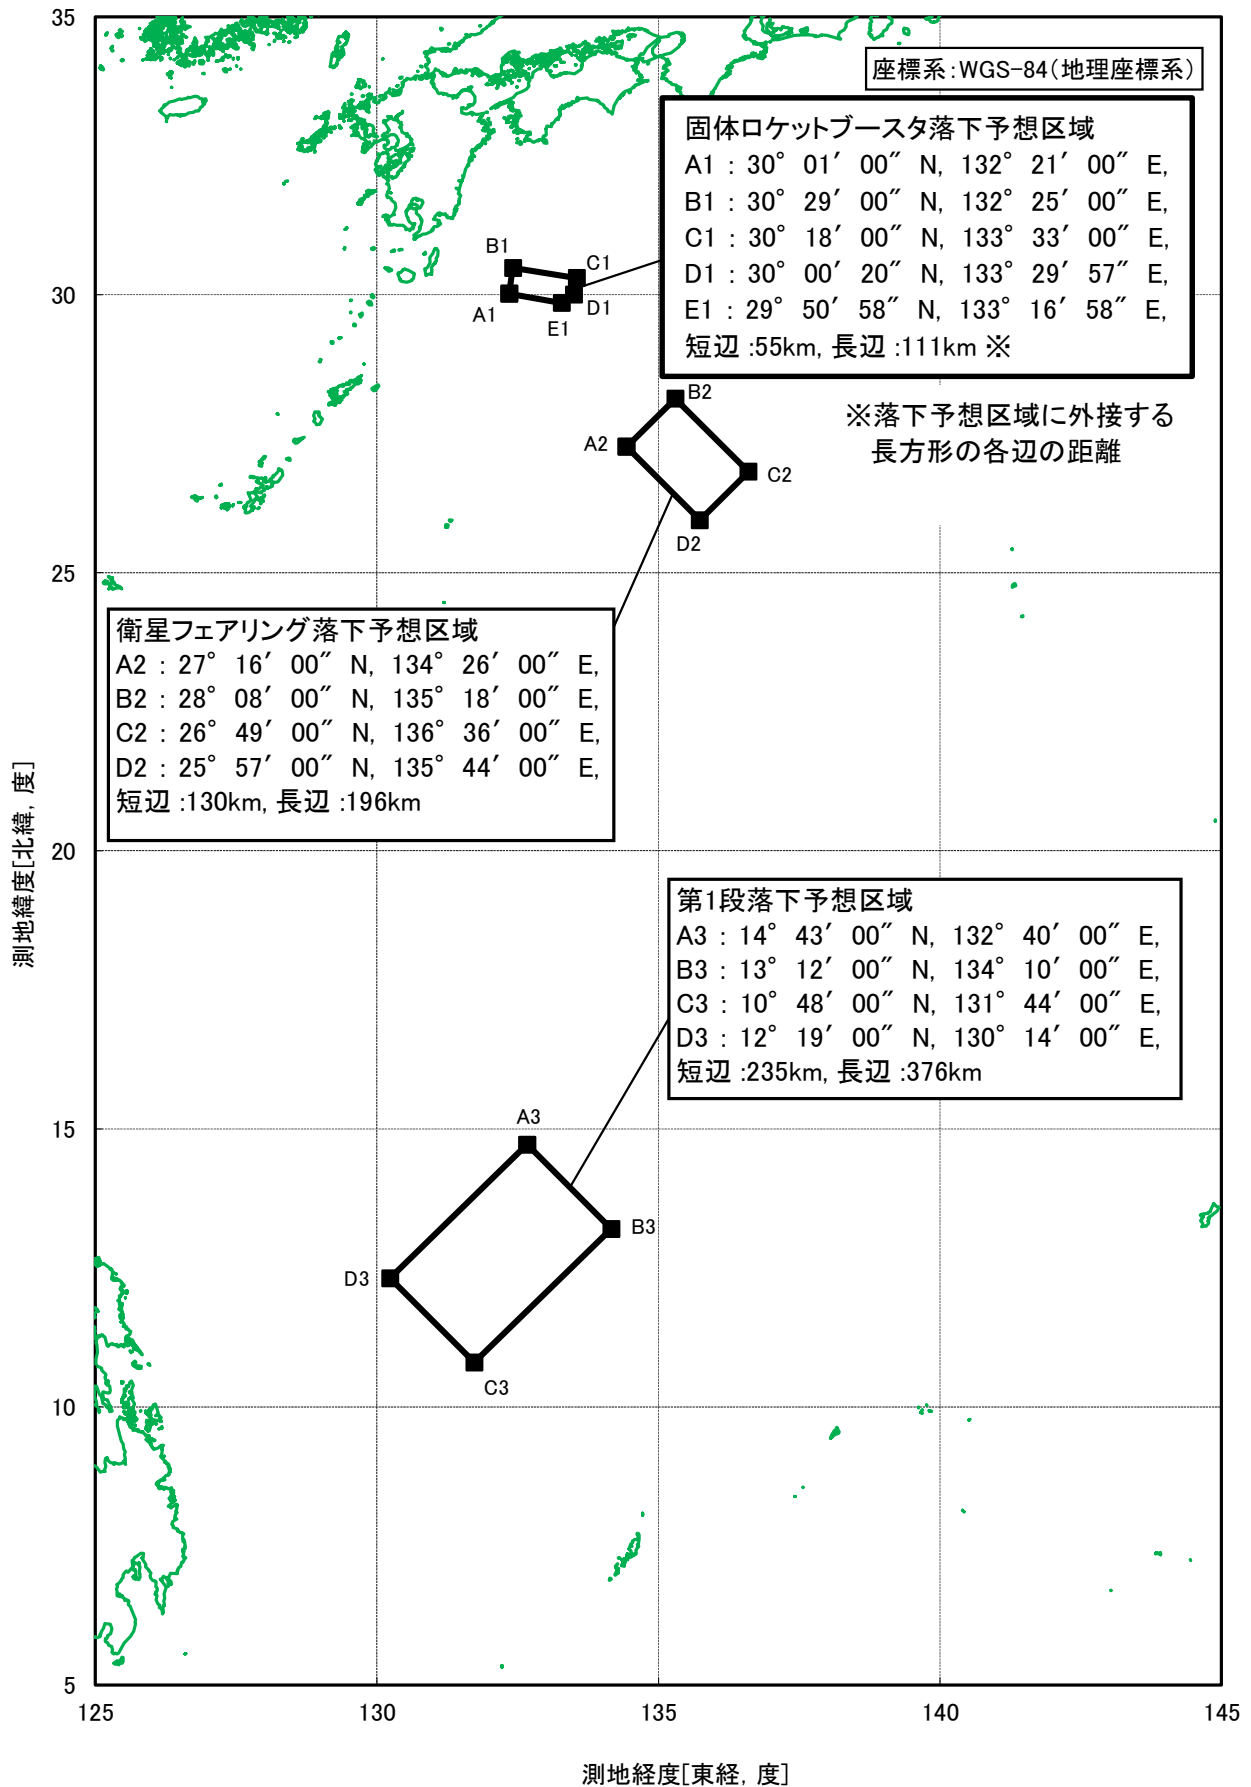 35
座標系:WGS-84(地理座標系)
固体ロケットブースタ落下予想区域
A1 : 30° 01′ 00″ N, 132° 21′ 00″ E,
B1 : 30° 29′ 00″ N, 132° 25′ 00″ E,
C1 : 30° 18′ 00″ N, 133° 33′ 00″ E,
D1 : 30° 00′ 20″ N, 133° 29′ 57″ E,
E1 : 29° 50′ 58″ N, 133° 16′ 58″ E,
短辺 :55km, 長辺 :111km ※
B1
C1
30
A1
E1
D1
※落下予想区域に外接する
長方形の各辺の距離
B2
A2
C2
D2
25
衛星フェアリング落下予想区域
A2 : 27° 16′ 00″ N, 134° 26′ 00″ E,
B2 : 28° 08′ 00″ N, 135° 18′ 00″ E,
C2 : 26° 49′ 00″ N, 136° 36′ 00″ E,
D2 : 25° 57′ 00″ N, 135° 44′ 00″ E,
短辺 :130km, 長辺 :196km
測地緯度[北緯, 度]
20
第1段落下予想区域
A3 : 14° 43′ 00″ N, 132° 40′ 00″ E,
B3 : 13° 12′ 00″ N, 134° 10′ 00″ E,
C3 : 10° 48′ 00″ N, 131° 44′ 00″ E,
D3 : 12° 19′ 00″ N, 130° 14′ 00″ E,
短辺 :235km, 長辺 :376km
15
A3
B3
D3
C3
10
5
125
130
135
140
145
測地経度[東経, 度]